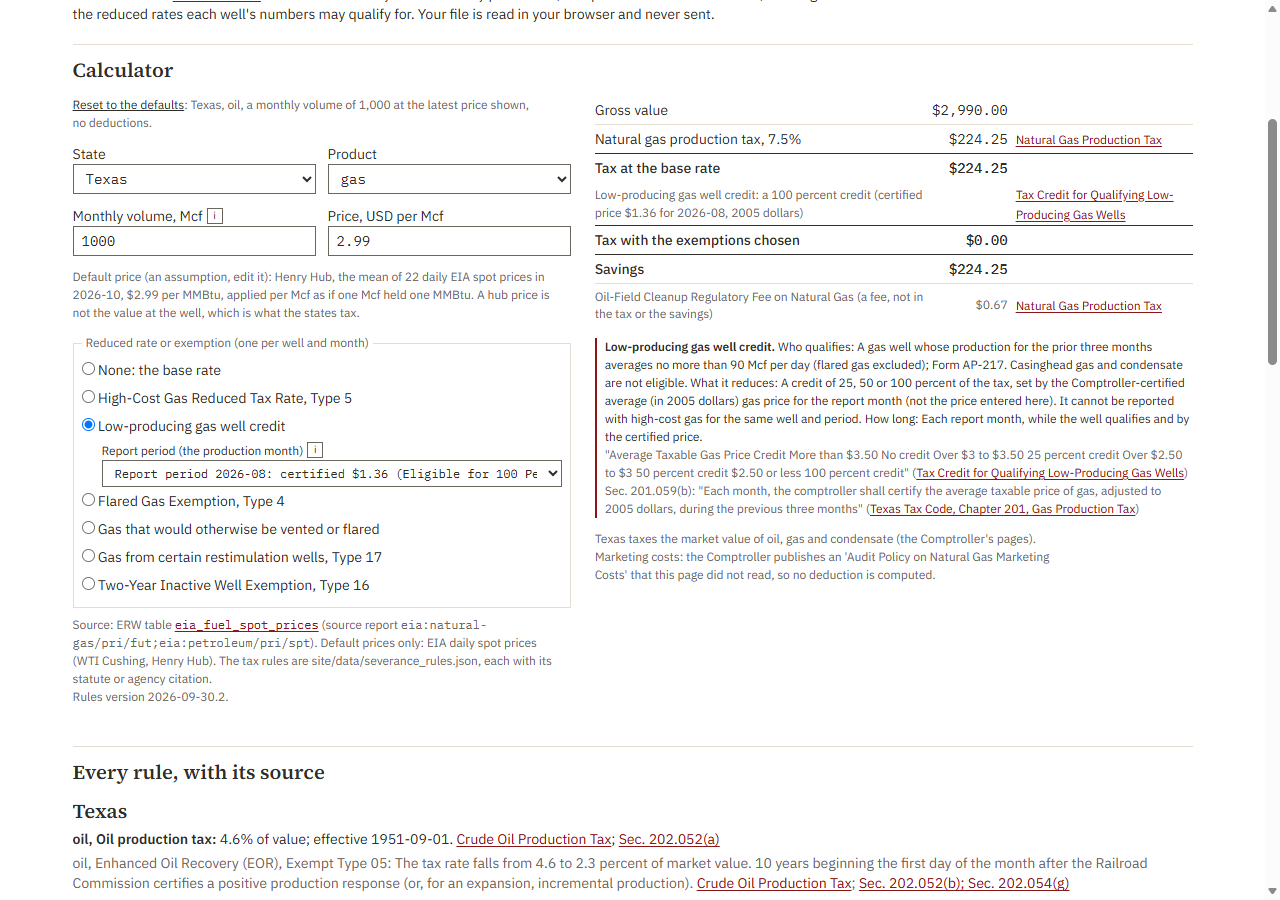 the reduced rates each well's numbers may qualify for. Your file is read in your browser and never sent.
Calculator
Reset to the defaults: Texas, oil, a monthly volume of 1,000 at the latest price shown,
no deductions.
State
Product
Texas
gas
Monthly volume, Mcf i
Price, USD per Mcf
1000
2.99
Default price (an assumption, edit it): Henry Hub, the mean of 22 daily EIA spot prices in
2026-10, $2.99 per MMBtu, applied per Mcf as if one Mcf held one MMBtu. A hub price is
not the value at the well, which is what the states tax.
Reduced rate or exemption (one per well and month)
None: the base rate
High-Cost Gas Reduced Tax Rate, Type 5
Low-producing gas well credit
Report period (the production month) i
Report period 2026-08: certified $1.36 (Eligible for 100 Pe
Flared Gas Exemption, Type 4
Gas that would otherwise be vented or flared
Gas from certain restimulation wells, Type 17
Two-Year Inactive Well Exemption, Type 16
Source: ERW table eia_fuel_spot_prices (source report eia:natural-
gas/pri/fut;eia:petroleum/pri/spt). Default prices only: EIA daily spot prices
(WTI Cushing, Henry Hub). The tax rules are site/data/severance_rules.json, each with its
statute or agency citation.
Rules version 2026-09-30.2.
Gross value $2,990.00
Natural gas production tax, 7.5% $224.25 Natural Gas Production Tax
Tax at the base rate $224.25
Low-producing gas well credit: a 100 percent credit (certified
price $1.36 for 2026-08, 2005 dollars)
Tax Credit for Qualifying Low-
Producing Gas Wells
Tax with the exemptions chosen $0.00
Savings $224.25
Oil-Field Cleanup Regulatory Fee on Natural Gas (a fee, not in
the tax or the savings)
$0.67 Natural Gas Production Tax
Low-producing gas well credit. Who qualifies: A gas well whose production for the prior three months
averages no more than 90 Mcf per day (flared gas excluded); Form AP-217. Casinghead gas and condensate
are not eligible. What it reduces: A credit of 25, 50 or 100 percent of the tax, set by the Comptroller-certified
average (in 2005 dollars) gas price for the report month (not the price entered here). It cannot be reported
with high-cost gas for the same well and period. How long: Each report month, while the well qualifies and by
the certified price.
"Average Taxable Gas Price Credit More than $3.50 No credit Over $3 to $3.50 25 percent credit Over $2.50
to $3 50 percent credit $2.50 or less 100 percent credit" (Tax Credit for Qualifying Low-Producing Gas Wells)
Sec. 201.059(b): "Each month, the comptroller shall certify the average taxable price of gas, adjusted to
2005 dollars, during the previous three months" (Texas Tax Code, Chapter 201, Gas Production Tax)
Texas taxes the market value of oil, gas and condensate (the Comptroller's pages).
Marketing costs: the Comptroller publishes an 'Audit Policy on Natural Gas Marketing
Costs' that this page did not read, so no deduction is computed.
Every rule, with its source
Texas
oil, Oil production tax: 4.6% of value; effective 1951-09-01. Crude Oil Production Tax; Sec. 202.052(a)
oil, Enhanced Oil Recovery (EOR), Exempt Type 05: The tax rate falls from 4.6 to 2.3 percent of market value. 10 years beginning the first day of the month after the Railroad
Commission certifies a positive production response (or, for an expansion, incremental production). Crude Oil Production Tax; Sec. 202.052(b); Sec. 202.054(g)